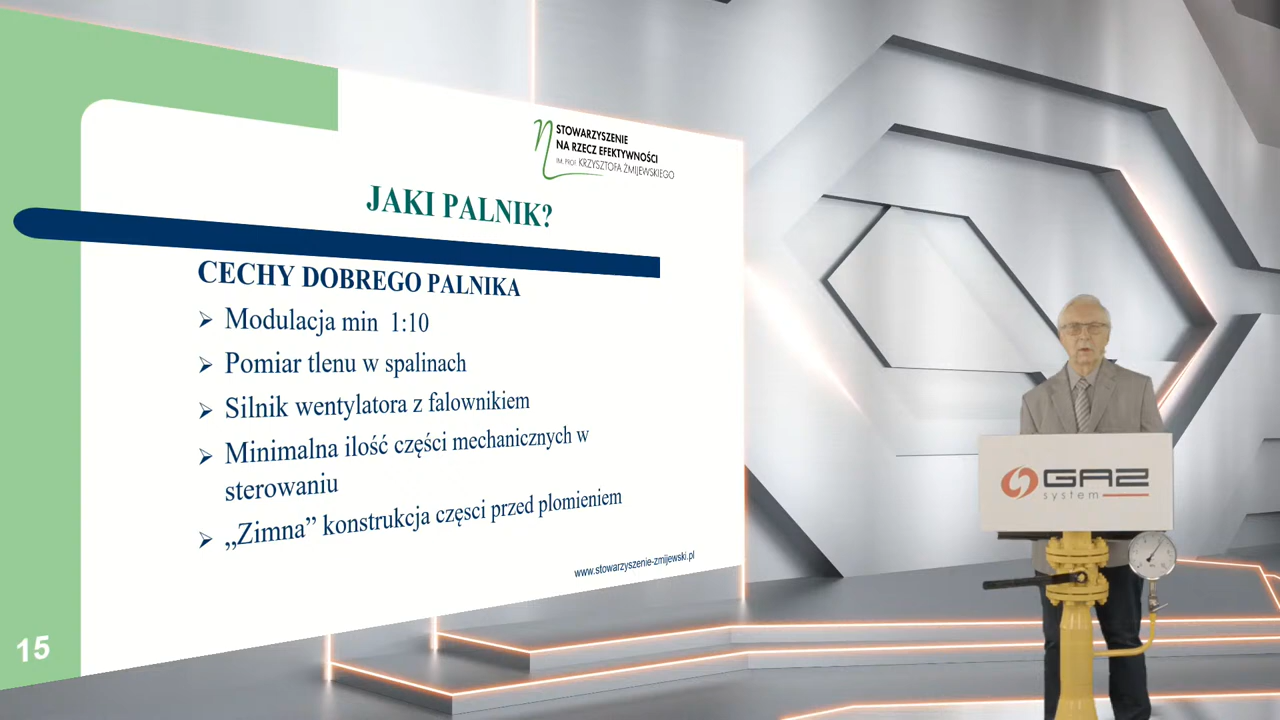 STOWARZYSZENIE
NA RZECZ EFEKTYWNOŚCI
IM. PROF. KRZYSZTOFA ŻMIJEWSKIEGO
JAKI PALNIK?
CECHY DOBREGO PALNIKA
➢ Modulacja min 1:10
➢ Pomiar tlenu w spalinach
➢ Silnik wentylatora z falownikiem
➢ Minimalna ilość części mechanicznych w
sterowaniu
➢ „Zimna” konstrukcja częsci przed plomieniem
www.stowarzyszenie-zmijewski.pl
15
GAZ
system